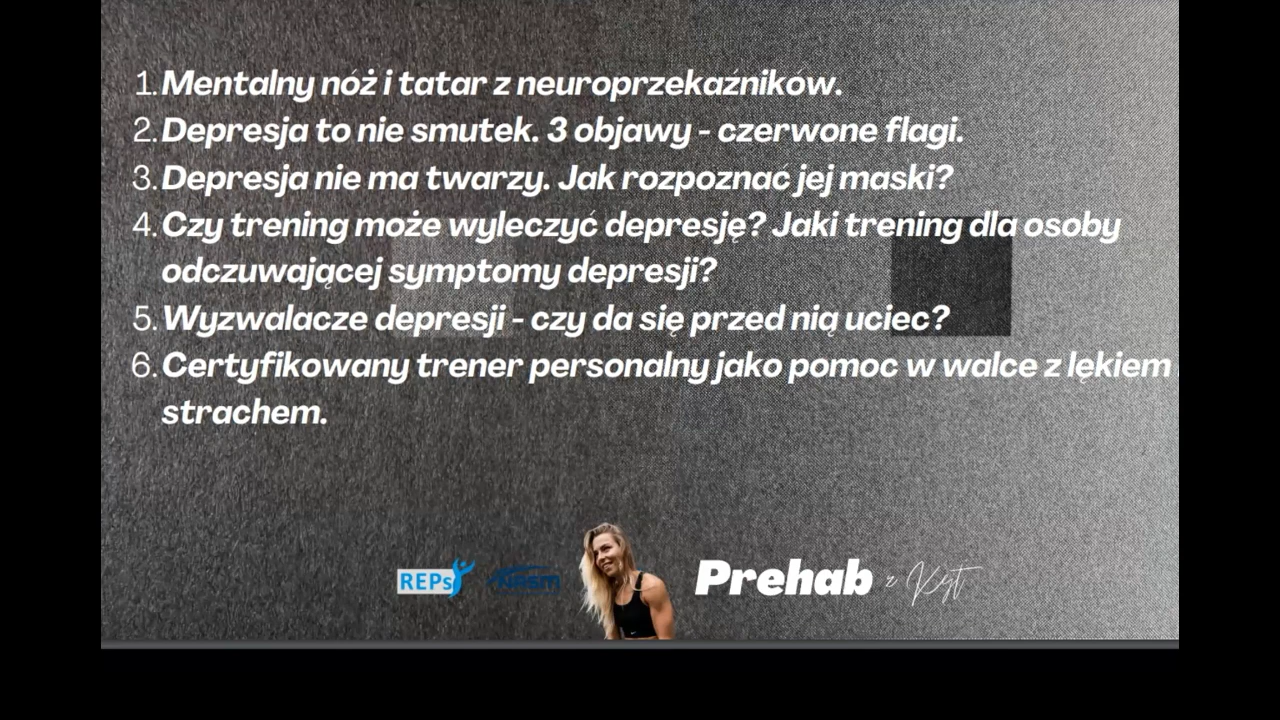 1. Mentalny nóż i tatar z neuroprzekaźników.
2. Depresja to nie smutek. 3 objawy - czerwone flagi.
3. Depresja nie ma twarzy. Jak rozpoznać jej maski?
4. Czy trening może wyleczyć depresję? Jaki trening dla osoby
odczuwającej symptomy depresji?
5. Wyzwalacze depresji - czy da się przed nią uciec?
6. Certyfikowany trener personalny jako pomoc w walce z lękiem
strachem.
REPs NASM Prehab z Kyt